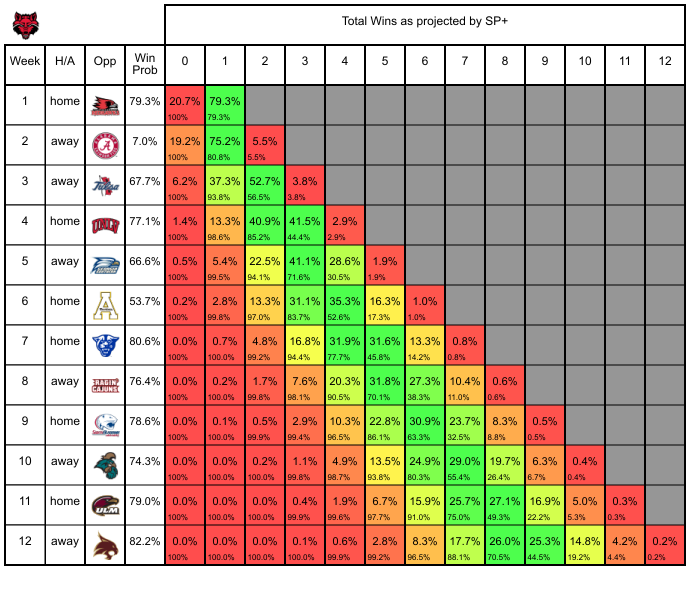 Total Wins as projected by SP+
Week H/A Opp Win Prob 0 1 2 3 4 5 6 7 8 9 10 11 12
1 home 79.3% 20.7% 79.3%
100% 79.3%
2 away 7.0% 19.2% 75.2% 5.5%
100% 80.8% 5.5%
3 away Tulsa 67.7% 6.2% 37.3% 52.7% 3.8%
100% 93.8% 56.5% 3.8%
4 home UNLV 77.1% 1.4% 13.3% 40.9% 41.5% 2.9%
100% 98.6% 85.2% 44.4% 2.9%
5 away 66.6% 0.5% 5.4% 22.5% 41.1% 28.6% 1.9%
100% 99.5% 94.1% 71.6% 30.5% 1.9%
6 home A 53.7% 0.2% 2.8% 13.3% 31.1% 35.3% 16.3% 1.0%
100% 99.8% 97.0% 83.7% 52.6% 17.3% 1.0%
7 home 80.6% 0.0% 0.7% 4.8% 16.8% 31.9% 31.6% 13.3% 0.8%
100% 100.0% 99.2% 94.4% 77.7% 45.8% 14.2% 0.8%
8 away RAGIN' CAJUNS 76.4% 0.0% 0.2% 1.7% 7.6% 20.3% 31.8% 27.3% 10.4% 0.6%
100% 100.0% 99.8% 98.1% 90.5% 70.1% 38.3% 11.0% 0.6%
9 home 78.6% 0.0% 0.1% 0.5% 2.9% 10.3% 22.8% 30.9% 23.7% 8.3% 0.5%
100% 100.0% 99.9% 99.4% 96.5% 86.1% 63.3% 32.5% 8.8% 0.5%
10 away 74.3% 0.0% 0.0% 0.2% 1.1% 4.9% 13.5% 24.9% 29.0% 19.7% 6.3% 0.4%
100% 100.0% 100.0% 99.8% 98.7% 93.8% 80.3% 55.4% 26.4% 6.7% 0.4%
11 home ULM 79.0% 0.0% 0.0% 0.0% 0.4% 1.9% 6.7% 15.9% 25.7% 27.1% 16.9% 5.0% 0.3%
100% 100.0% 100.0% 99.9% 99.6% 97.7% 91.0% 75.0% 49.3% 22.2% 5.3% 0.3%
12 away 82.2% 0.0% 0.0% 0.0% 0.1% 0.6% 2.8% 8.3% 17.7% 26.0% 25.3% 14.8% 4.2% 0.2%
100% 100.0% 100.0% 100.0% 99.9% 99.2% 96.5% 88.1% 70.5% 44.5% 19.2% 4.4% 0.2%